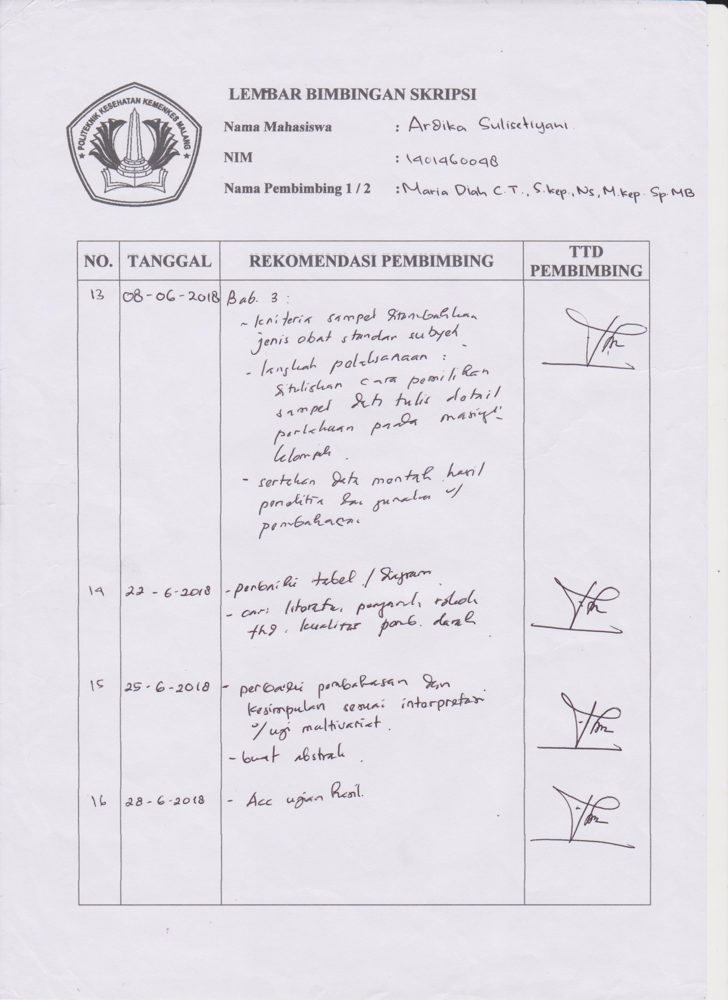 POLITEKNIK KESEHATAN KEMENKES MALANG
LEMBAR BIMBINGAN SKRIPSI
Nama Mahasiswa : Ardika Sulisetiyani
NIM : 1401460048
Nama Pembimbing 1 / 2 : Maria Diah C.T., S.kep., Ns, M.kep. Sp.MB
NO. TANGGAL REKOMENDASI PEMBIMBING TTD PEMBIMBING
13 08-06-2018 Bab. 3 :
- kriteria sampel ditambahkan
jenis obat standar subyek
- langkah pelaksanaan :
dituliskan cara pemilihan
sampel dan tulis detail
perlakuan pada masing2
kelompok.
- sertakan data mentah hasil
penelitian dan gunakan u/
pembahasan
14 22-6-2018 - perbaiki tabel / diagram
- cari literatur pengaruh rokok
thd. kualitas pemb. darah
15 25-6-2018 - perbaiki pembahasan dan
kesimpulan sesuai interpretasi
u/ uji multivariat.
- buat abstrak.
16 28-6-2018 - Acc ujian hasil.